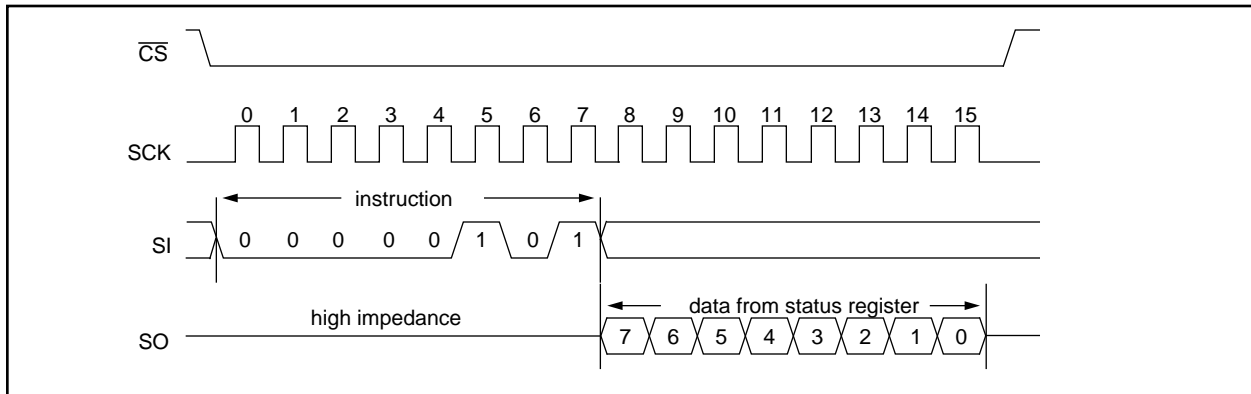 CS
0 1 2 3 4 5 6 7 8 9 10 11 12 13 14 15
SCK
instruction
SI 0 0 0 0 0 1 0 1
data from status register
high impedance
SO 7 6 5 4 3 2 1 0